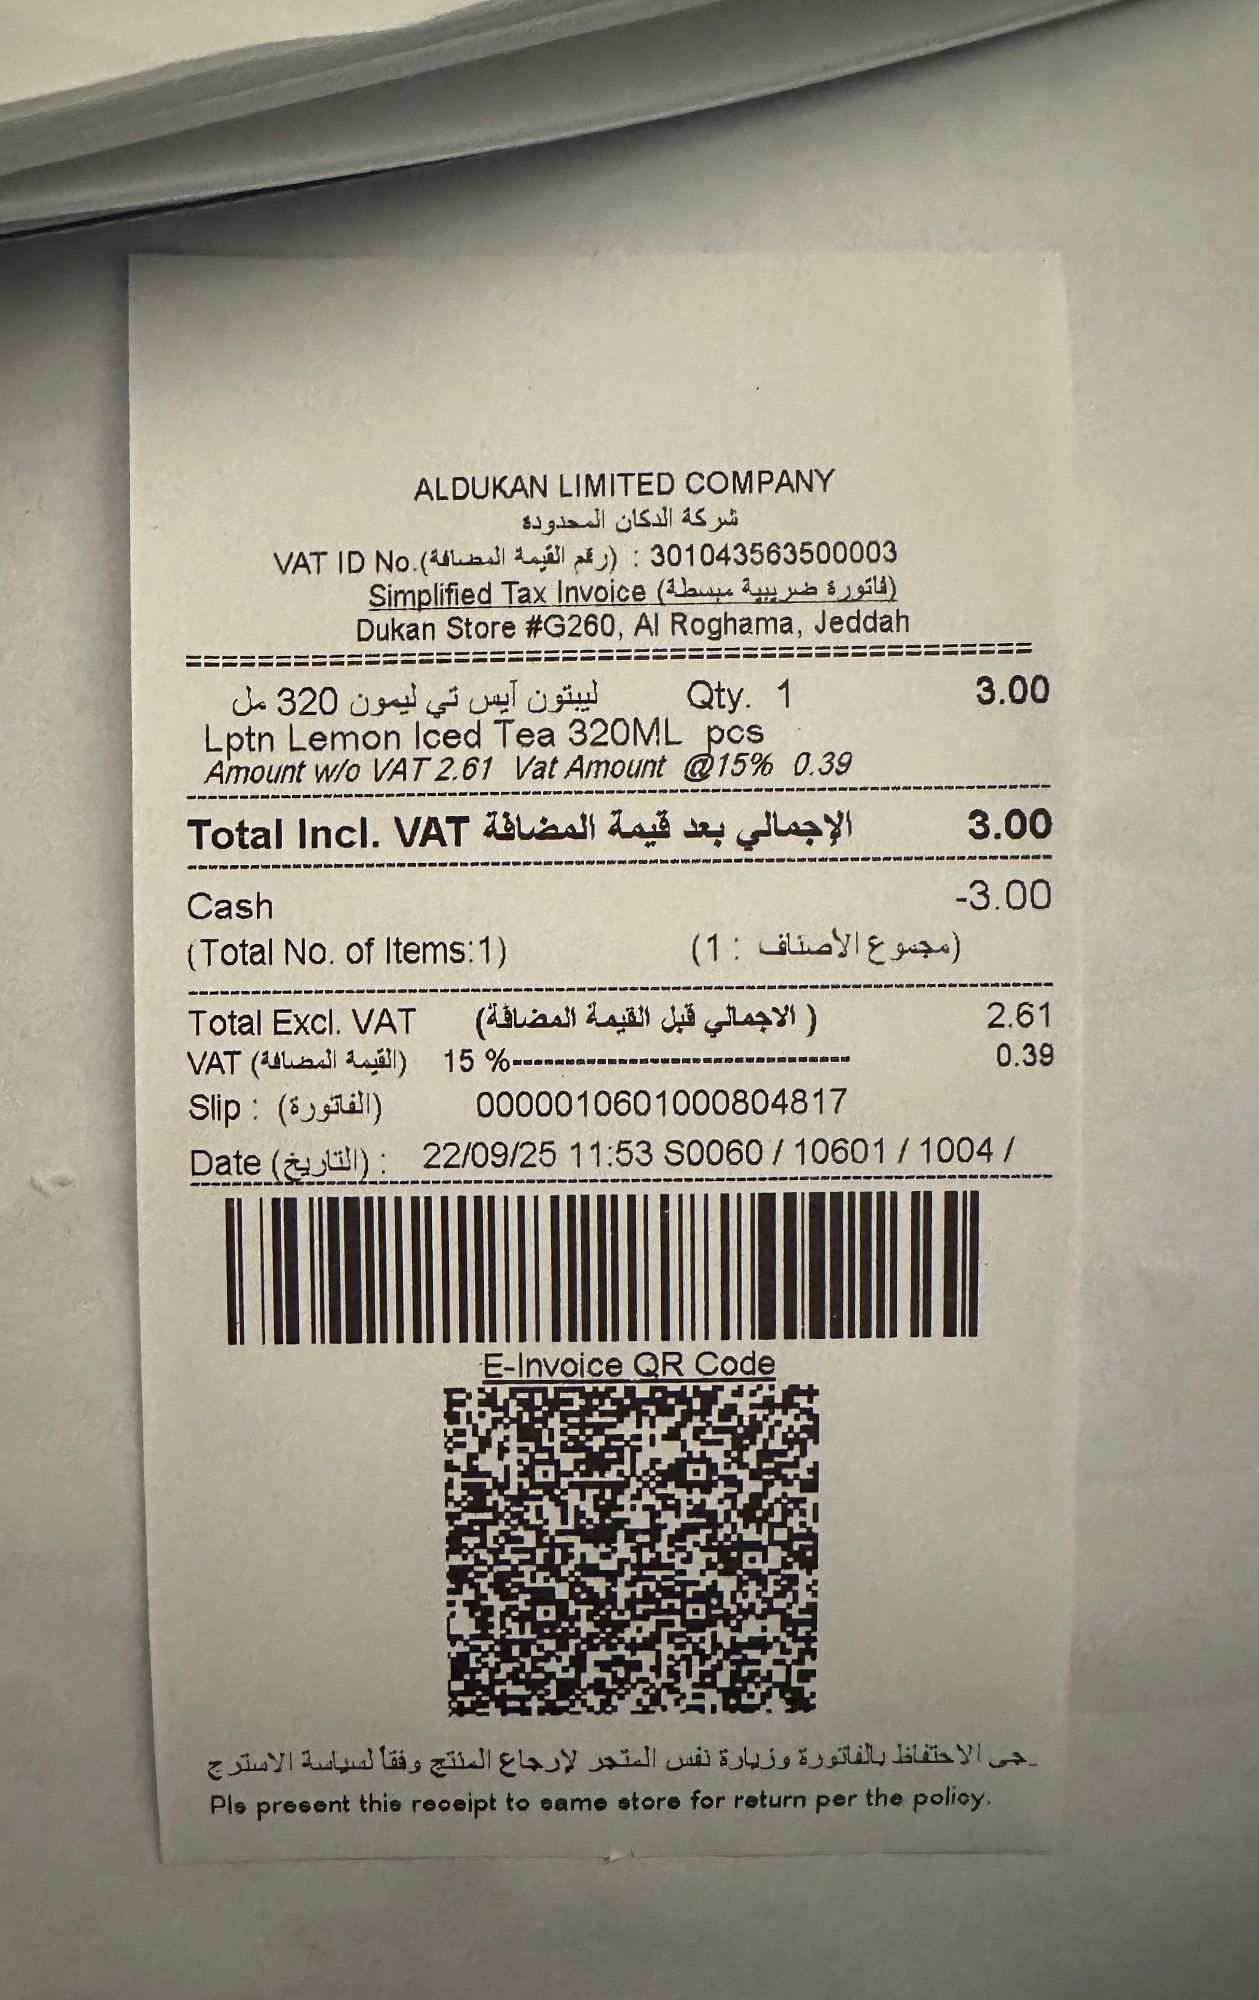 ALDUKAN LIMITED COMPANY
شركة الدكان المحدودة
VAT ID No.(رقم القيمة المضافة) : 301043563500003
Simplified Tax Invoice (فاتورة ضريبية مبسطة)
Dukan Store #G260, Al Roghama, Jeddah
===============================================
ليبتون آيس تي ليمون 320 مل Qty. 1 3.00
Lptn Lemon Iced Tea 320ML pcs
Amount w/o VAT 2.61 Vat Amount @15% 0.39
Total Incl. VAT الإجمالي بعد قيمة المضافة 3.00
Cash -3.00
(Total No. of Items:1) (مجموع الأصناف : 1)
Total Excl. VAT (الاجمالي قبل القيمة المضافة ) 2.61
VAT (القيمة المضافة) 15 %------------------------------ 0.39
Slip : (الفاتورة) 0000010601000804817
Date (التاريخ) : 22/09/25 11:53 S0060 / 10601 / 1004 /
E-Invoice QR Code
جى الاحتفاظ بالفاتورة وزيارة نفس المتجر لإرجاع المنتج وفقا لسياسة الاسترج
Pls present this receipt to same store for return per the policy.